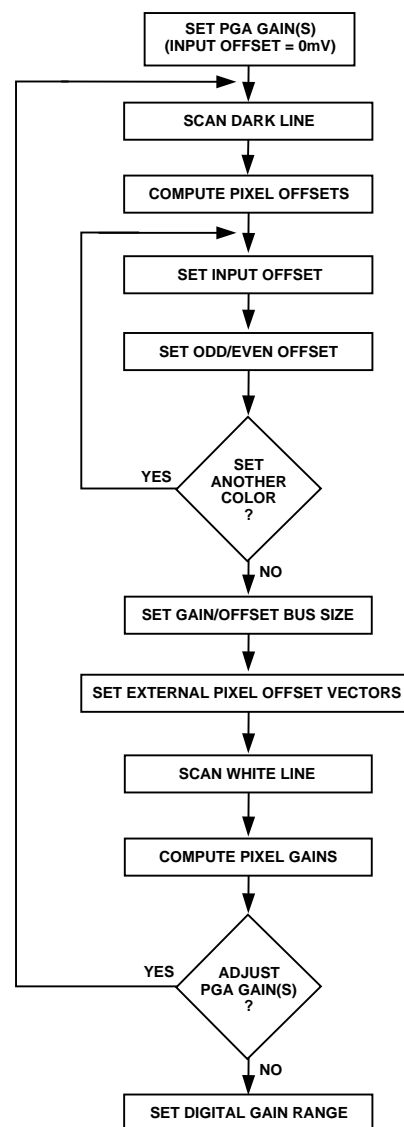 SET PGA GAIN(S)
(INPUT OFFSET = 0mV)
SCAN DARK LINE
COMPUTE PIXEL OFFSETS
SET INPUT OFFSET
SET ODD/EVEN OFFSET
YES
SET
ANOTHER
COLOR
?
NO
SET GAIN/OFFSET BUS SIZE
SET EXTERNAL PIXEL OFFSET VECTORS
SCAN WHITE LINE
COMPUTE PIXEL GAINS
YES
ADJUST
PGA GAIN(S)
?
NO
SET DIGITAL GAIN RANGE